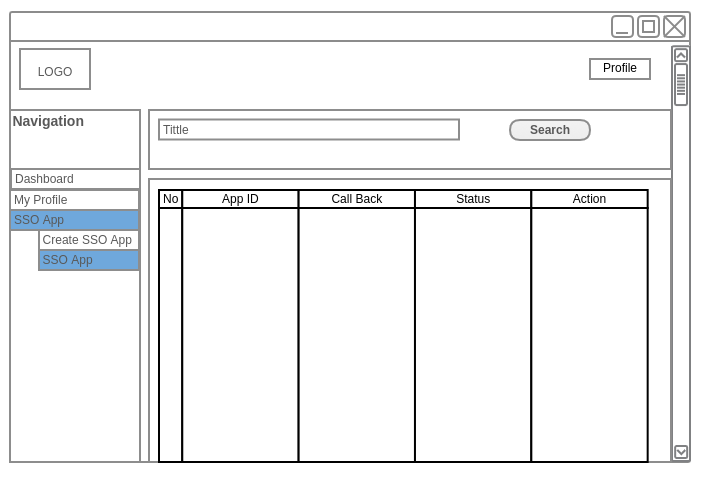 LOGO
Profile
Navigation
Tittle
Search
Dashboard
My Profile
SSO App
Create SSO App
SSO App
No App ID Call Back Status Action